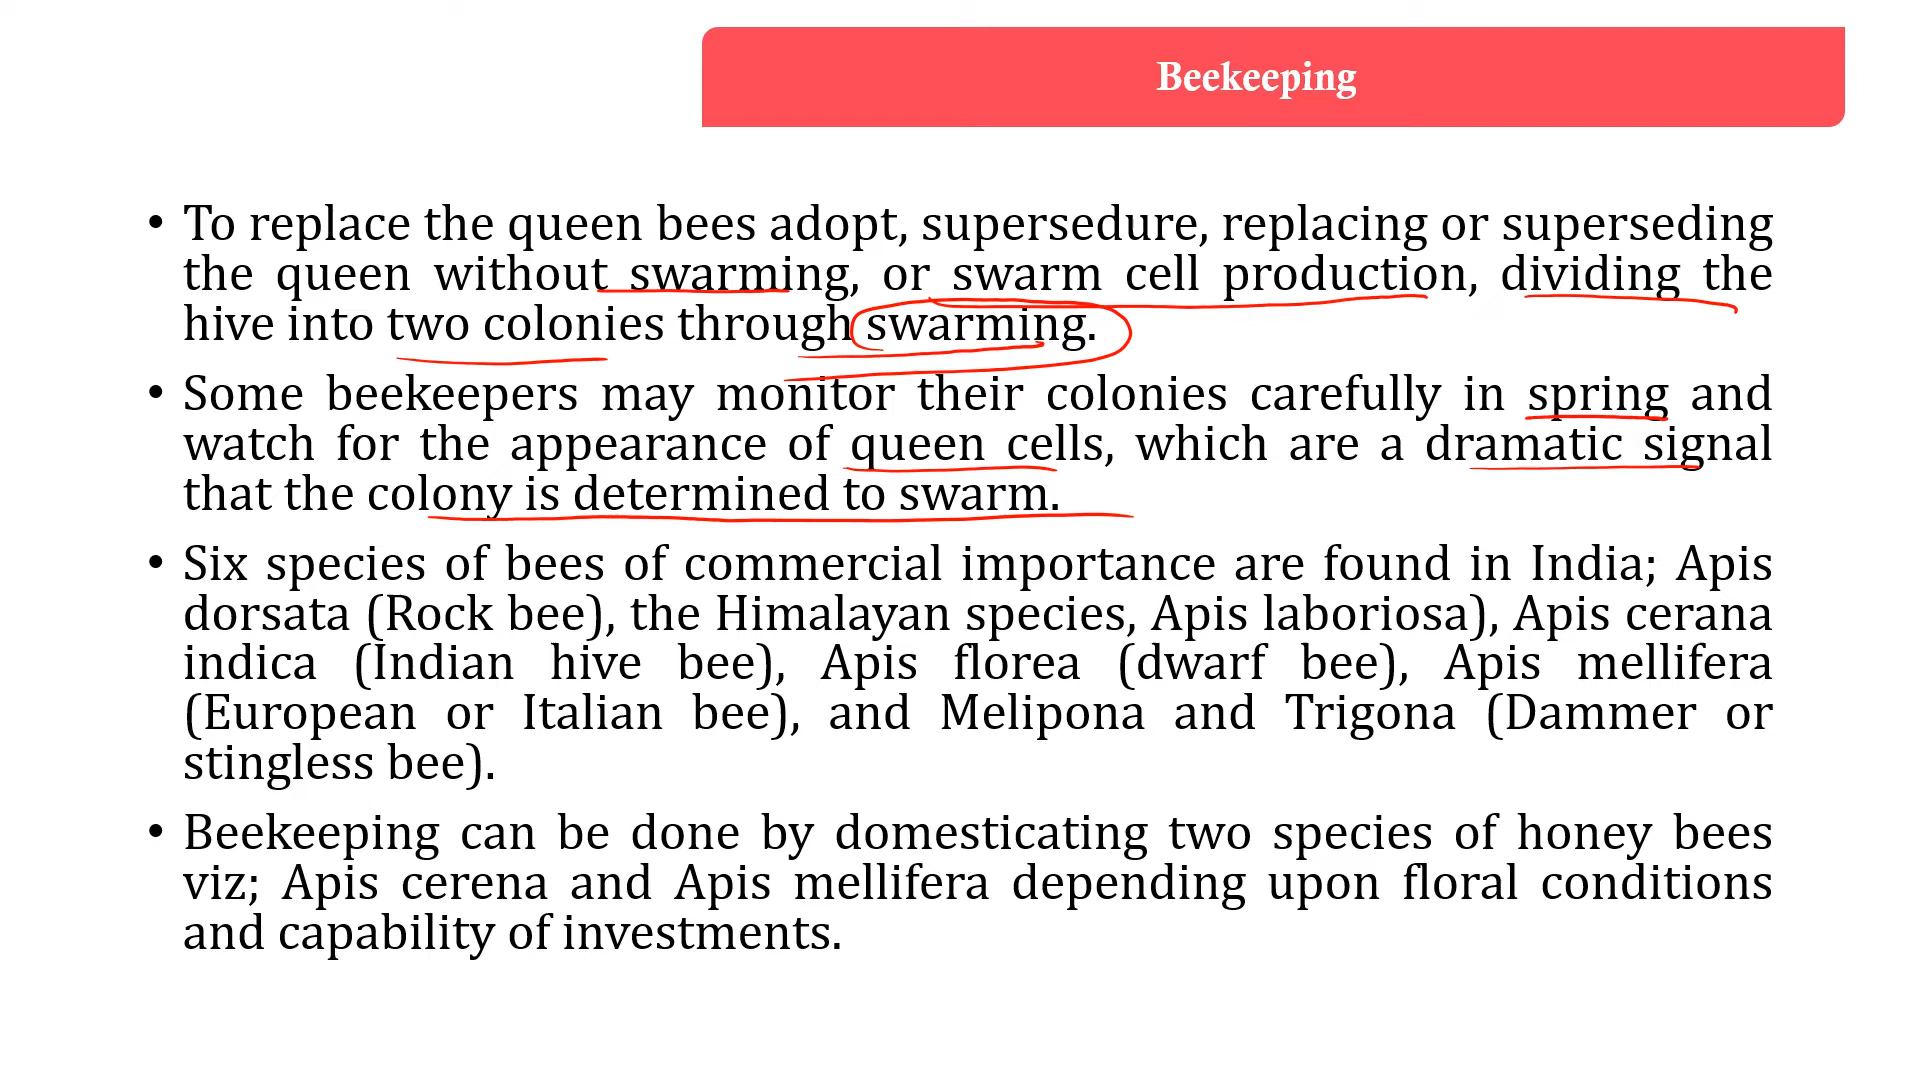 Beekeeping
• To replace the queen bees adopt, supersedure, replacing or superseding
the queen without swarming, or swarm cell production, dividing the
hive into two colonies through swarming.
• Some beekeepers may monitor their colonies carefully in spring and
watch for the appearance of queen cells, which are a dramatic signal
that the colony is determined to swarm.
• Six species of bees of commercial importance are found in India; Apis
dorsata (Rock bee), the Himalayan species, Apis laboriosa), Apis cerana
indica (Indian hive bee), Apis florea (dwarf bee), Apis mellifera
(European or Italian bee), and Melipona and Trigona (Dammer or
stingless bee).
• Beekeeping can be done by domesticating two species of honey bees
viz; Apis cerena and Apis mellifera depending upon floral conditions
and capability of investments.